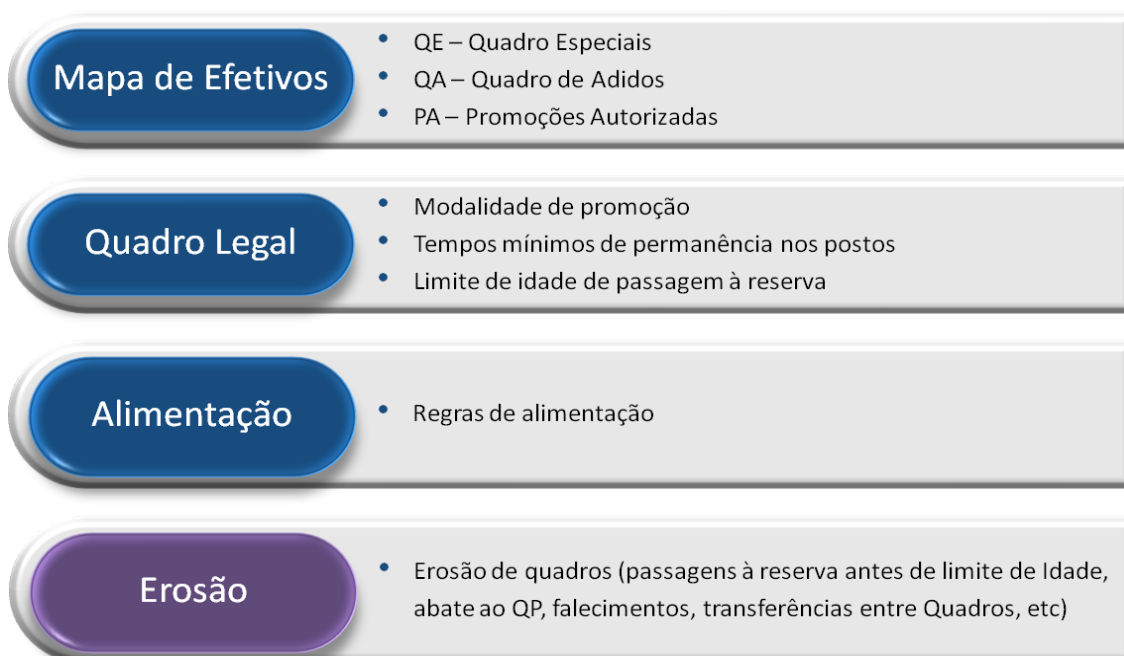 Mapa de Efetivos
• QE – Quadro Especiais
• QA – Quadro de Adidos
• PA – Promoções Autorizadas
Quadro Legal
• Modalidade de promoção
• Tempos mínimos de permanência nos postos
• Limite de idade de passagem à reserva
Alimentação
• Regras de alimentação
Erosão
• Erosão de quadros (passagens à reserva antes de limite de Idade,
abate ao QP, falecimentos, transferências entre Quadros, etc)